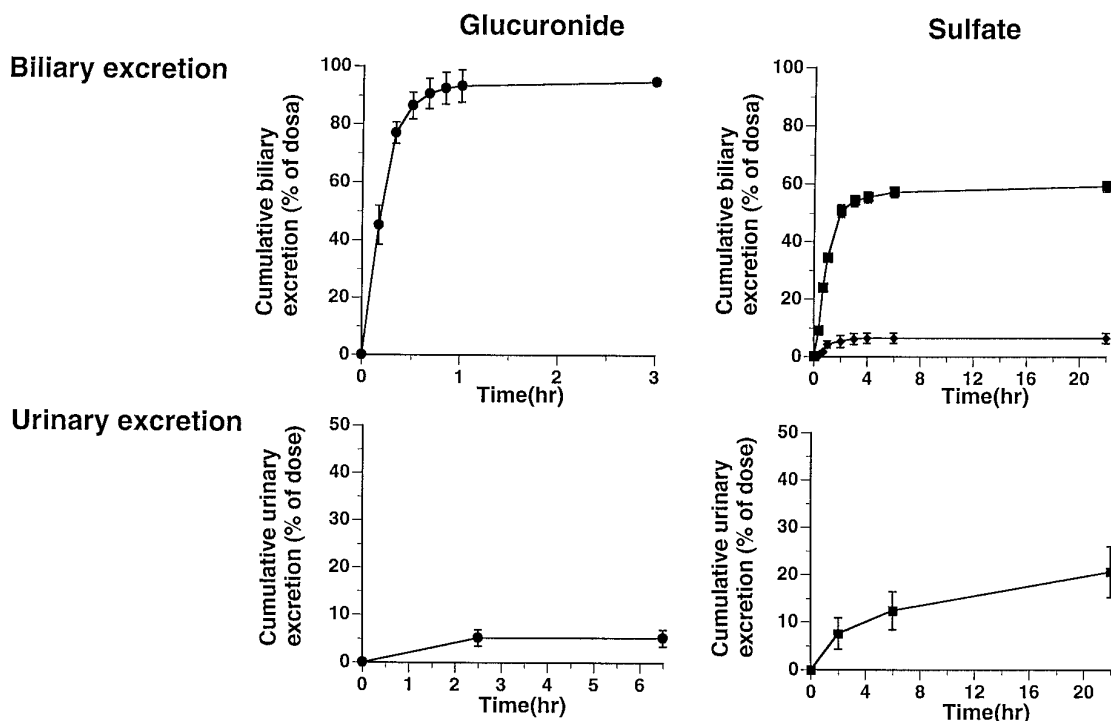 Glucuronide
Sulfate
Biliary excretion
Cumulative biliary
excretion (% of dosa)
100
80
60
40
20
0
0
1
2
3
Time(hr)
Cumulative biliary
excretion (% of dosa)
100
80
60
40
20
0
0
4
8
12
16
20
Time(hr)
Urinary excretion
Cumulative urinary
excretion (% of dose)
50
40
30
20
10
0
0
1
2
3
4
5
6
Time(hr)
Cumulative urinary
excretion (% of dose)
50
40
30
20
10
0
0
4
8
12
16
20
Time(hr)